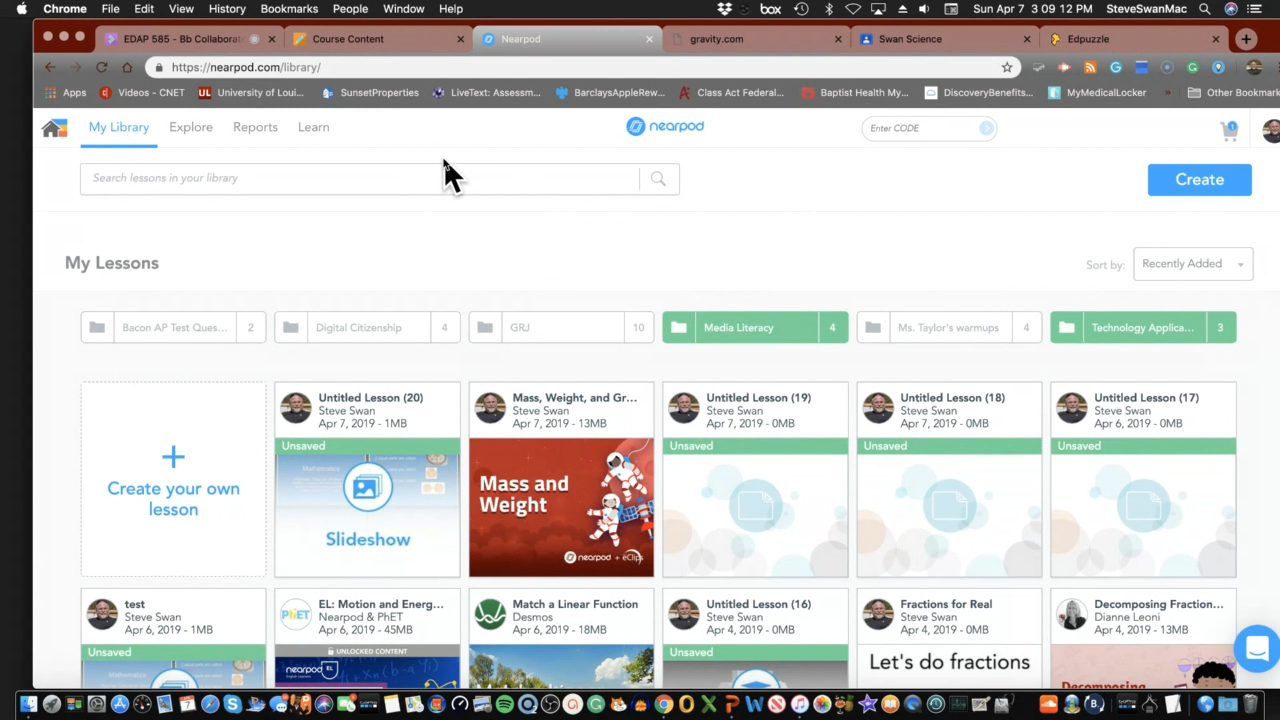 Chrome File Edit View History Bookmarks People Window Help
box
Sun Apr 7 3 09 12 PM SteveSwanMac
EDAP 585 - Bb Collaborat
Course Content
Nearpod
gravity.com
Swan Science
Edpuzzle
https://nearpod.com/library/
Apps Videos - CNET UL University of Loui... SunsetProperties LiveText: Assessm... BarclaysAppleRew... Class Act Federal... Baptist Health My... DiscoveryBenefits... MyMedicalLocker » Other Bookmark
My Library Explore Reports Learn
nearpod
Enter CODE
1
Search lessons in your library
Create
My Lessons
Sort by: Recently Added
Bacon AP Test Ques... 2
Digital Citizenship 4
GRJ 10
Media Literacy 4
Ms. Taylor's warmups 4
Technology Applica... 3
+
Create your own
lesson
Untitled Lesson (20)
Steve Swan
Apr 7, 2019 - 1MB
Unsaved
Mathematics
Slideshow
Mass, Weight, and Gr...
Steve Swan
Apr 7, 2019 - 13MB
Mass and
Weight
nearpod + eClips
Untitled Lesson (19)
Steve Swan
Apr 7, 2019 - 0MB
Unsaved
Untitled Lesson (18)
Steve Swan
Apr 7, 2019 - 0MB
Unsaved
Untitled Lesson (17)
Steve Swan
Apr 6, 2019 - 0MB
Unsaved
test
Steve Swan
Apr 6, 2019 - 1MB
Unsaved
PhET
EL: Motion and Energ...
Nearpod & PhET
Apr 6, 2019 - 45MB
UNLOCKED CONTENT
nearpod EL
Match a Linear Function
Desmos
Apr 6, 2019 - 18MB
Untitled Lesson (16)
Steve Swan
Apr 4, 2019 - 0MB
Unsaved
Fractions for Real
Steve Swan
Apr 4, 2019 - 0MB
Let's do fractions
Decomposing Fraction...
Dianne Leoni
Apr 4, 2019 - 13MB
Decomposing